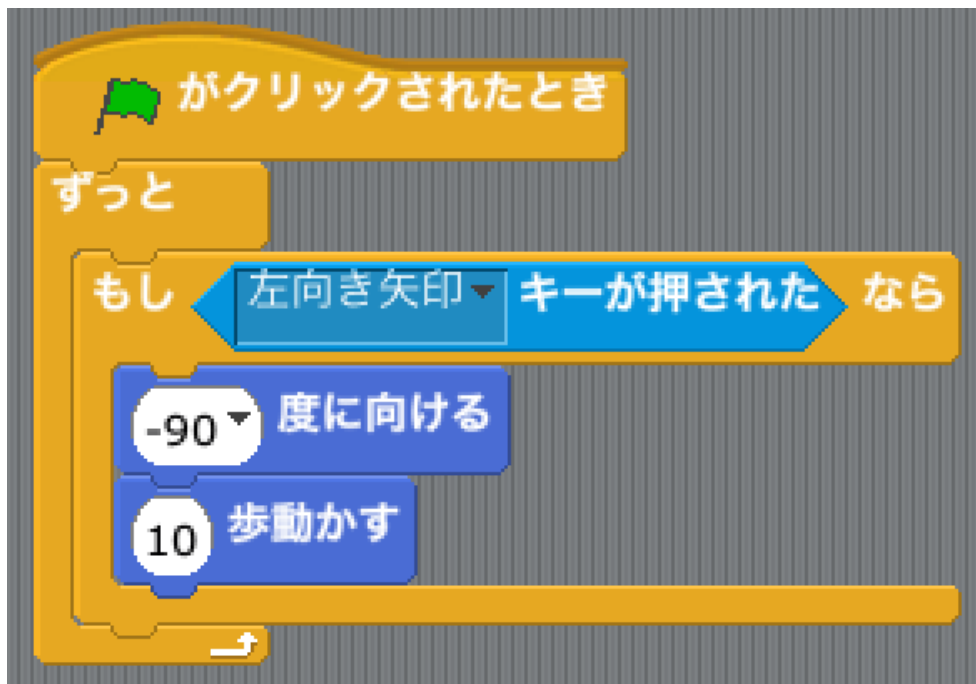 がクリックされたとき
ずっと
もし 左向き矢印 キーが押された なら
-90 度に向ける
10 歩動かす